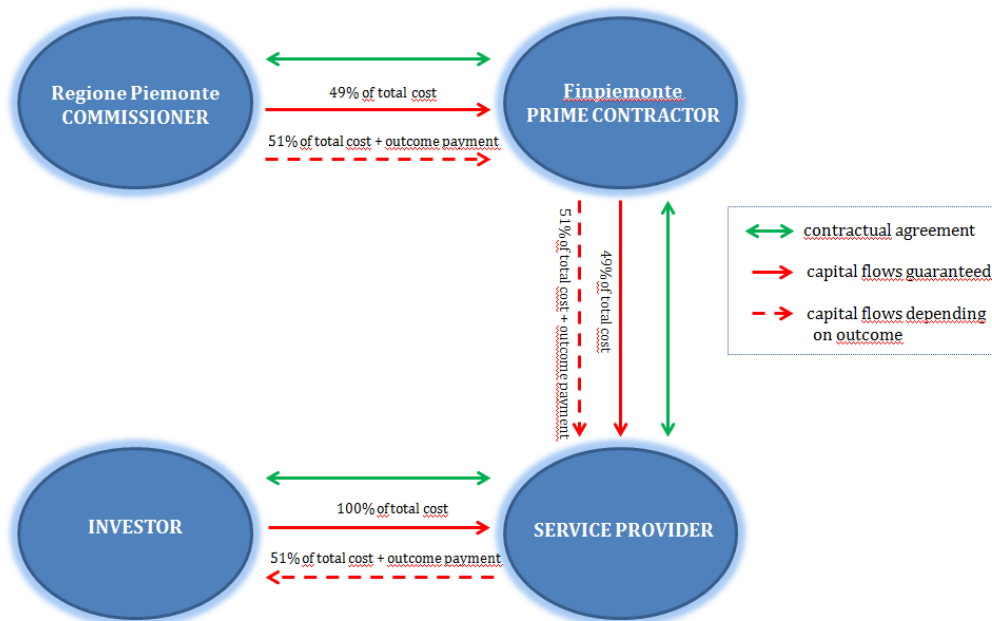 Regione Piemonte
COMMISSIONER
49% of total cost
51% of total cost + outcome payment
Finpiemonte
PRIME CONTRACTOR
51% of total cost + outcome payment
49% of total cost
contractual agreement
capital flows guaranteed
capital flows depending
on outcome
INVESTOR
100% of total cost
51% of total cost + outcome payment
SERVICE PROVIDER